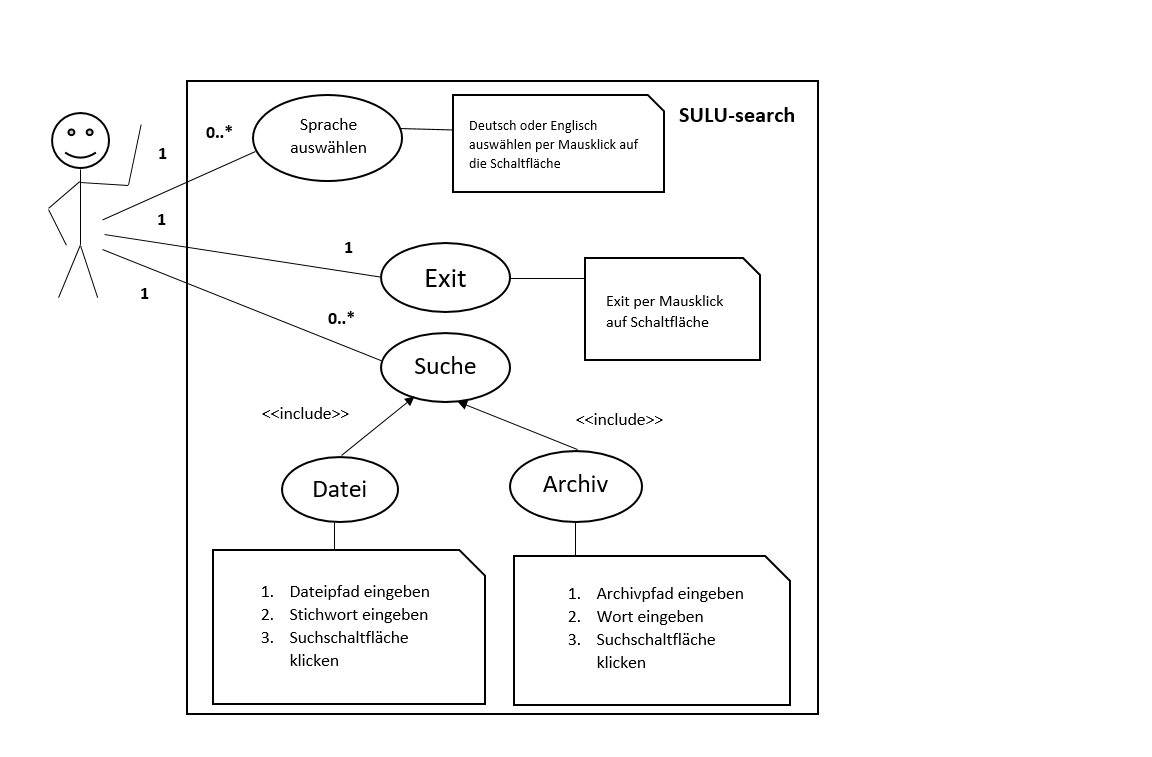 SULU-search
1
0..*
Sprache
auswählen
Deutsch oder Englisch
auswählen per Mausklick auf
die Schaltfläche
1
1
Exit
Exit per Mausklick
auf Schaltfläche
1
0..*
Suche
<<include>>
<<include>>
Datei
Archiv
1. Dateipfad eingeben
2. Stichwort eingeben
3. Suchschaltfläche
klicken
1. Archivpfad eingeben
2. Wort eingeben
3. Suchschaltfläche
klicken